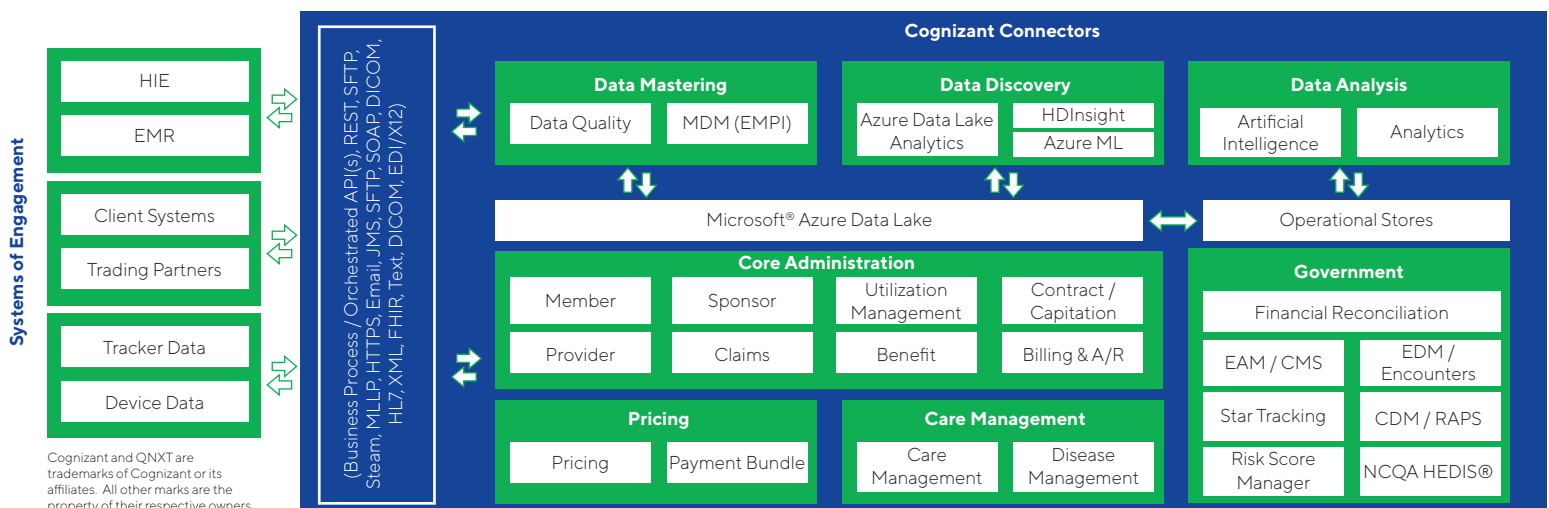 Systems of Engagement
HIE
EMR
Client Systems
Trading Partners
Tracker Data
Device Data
Cognizant and QNXT are
trademarks of Cognizant or its
affiliates. All other marks are the
property of their respective owners
(Business Process / Orchestrated API(s), REST, SFTP,
Steam, MLLP, HTTPS, Email, JMS, SFTP, SOAP, DICOM,
HL7, XML, FHIR, Text, DICOM, EDI/X12)
Cognizant Connectors
Data Mastering
Data Quality
MDM (EMPI)
Data Discovery
Azure Data Lake
Analytics
HDInsight
Azure ML
Data Analysis
Artificial
Intelligence
Analytics
Microsoft® Azure Data Lake
Operational Stores
Core Administration
Member
Sponsor
Utilization
Management
Contract /
Capitation
Provider
Claims
Benefit
Billing & A/R
Government
Financial Reconciliation
EAM / CMS
EDM /
Encounters
Star Tracking
CDM / RAPS
Risk Score
Manager
NCQA HEDIS®
Pricing
Pricing
Payment Bundle
Care Management
Care
Management
Disease
Management